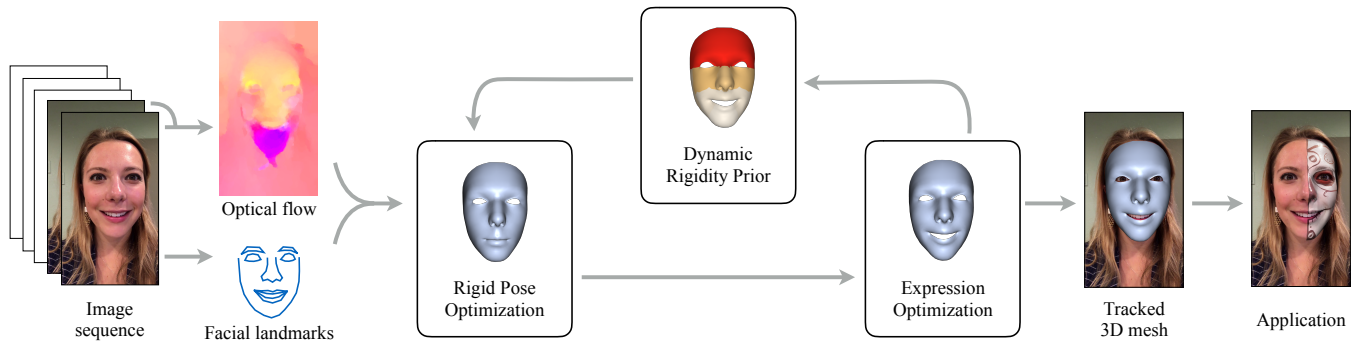 Optical flow
Image
sequence
Facial landmarks
Rigid Pose
Optimization
Dynamic
Rigidity Prior
Expression
Optimization
Tracked
3D mesh
Application